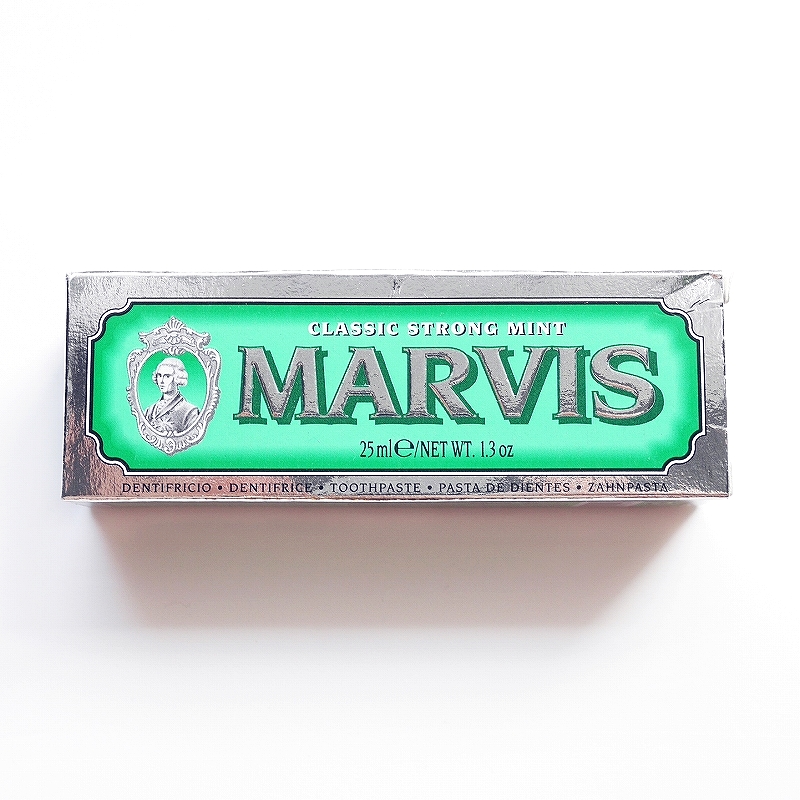 CLASSIC STRONG MINT
MARVIS
25 ml ℮/NET WT. 1.3 oz
DENTIFRICIO • DENTIFRICE • TOOTHPASTE • PASTA DE DIENTES • ZAHNPASTA